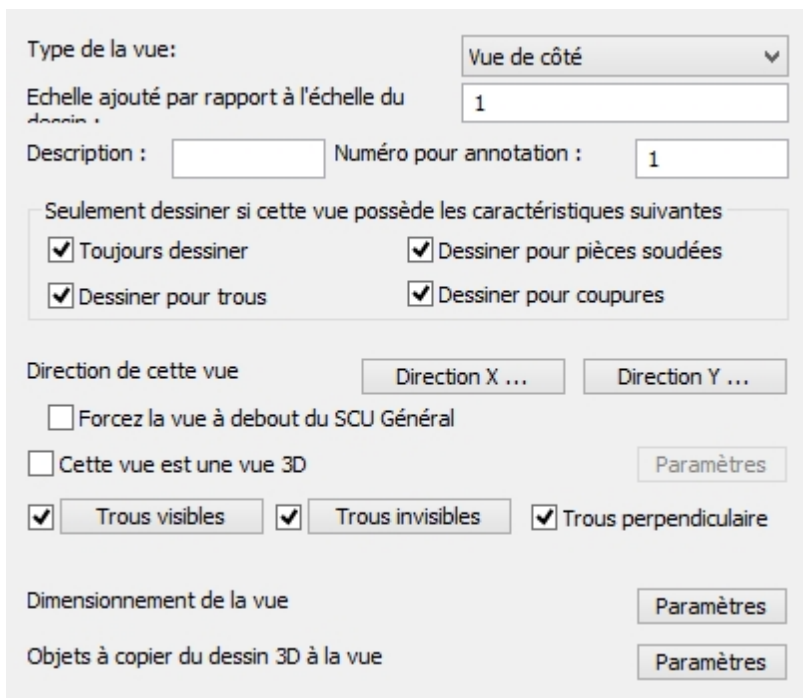 Type de la vue:
Vue de côté
Echelle ajouté par rapport à l'échelle du
dessin :
1
Description :
Numéro pour annotation :
1
Seulement dessiner si cette vue possède les caractéristiques suivantes
Toujours dessiner
Dessiner pour pièces soudées
Dessiner pour trous
Dessiner pour coupures
Direction de cette vue
Direction X ...
Direction Y ...
Forcez la vue à debout du SCU Général
Cette vue est une vue 3D
Paramètres
Trous visibles
Trous invisibles
Trous perpendiculaire
Dimensionnement de la vue
Paramètres
Objets à copier du dessin 3D à la vue
Paramètres